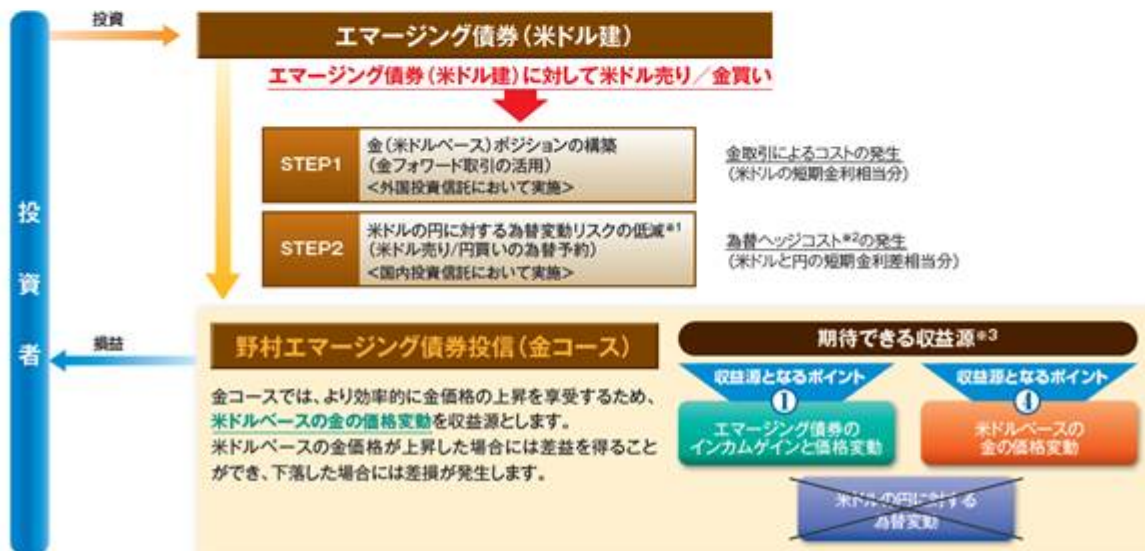 投資
エマージング債券(米ドル建)
エマージング債券(米ドル建)に対して米ドル売り/金買い
STEP1
金(米ドルベース)ポジションの構築
(金フォワード取引の活用)
<外国投資信託において実施>
金取引によるコストの発生
(米ドルの短期金利相当分)
STEP2
米ドルの円に対する為替変動リスクの低減※1
(米ドル売り/円買いの為替予約)
<国内投資信託において実施>
為替ヘッジコスト※2の発生
(米ドルと円の短期金利差相当分)
投資者
損益
野村エマージング債券投信(金コース)
金コースでは、より効率的に金価格の上昇を享受するため、
米ドルベースの金の価格変動を収益源とします。
米ドルベースの金価格が上昇した場合には差益を得ること
ができ、下落した場合には差損が発生します。
期待できる収益源※3
収益源となるポイント
1
エマージング債券の
インカムゲインと価格変動
収益源となるポイント
4
米ドルベースの
金の価格変動
米ドルの円に対する
為替変動